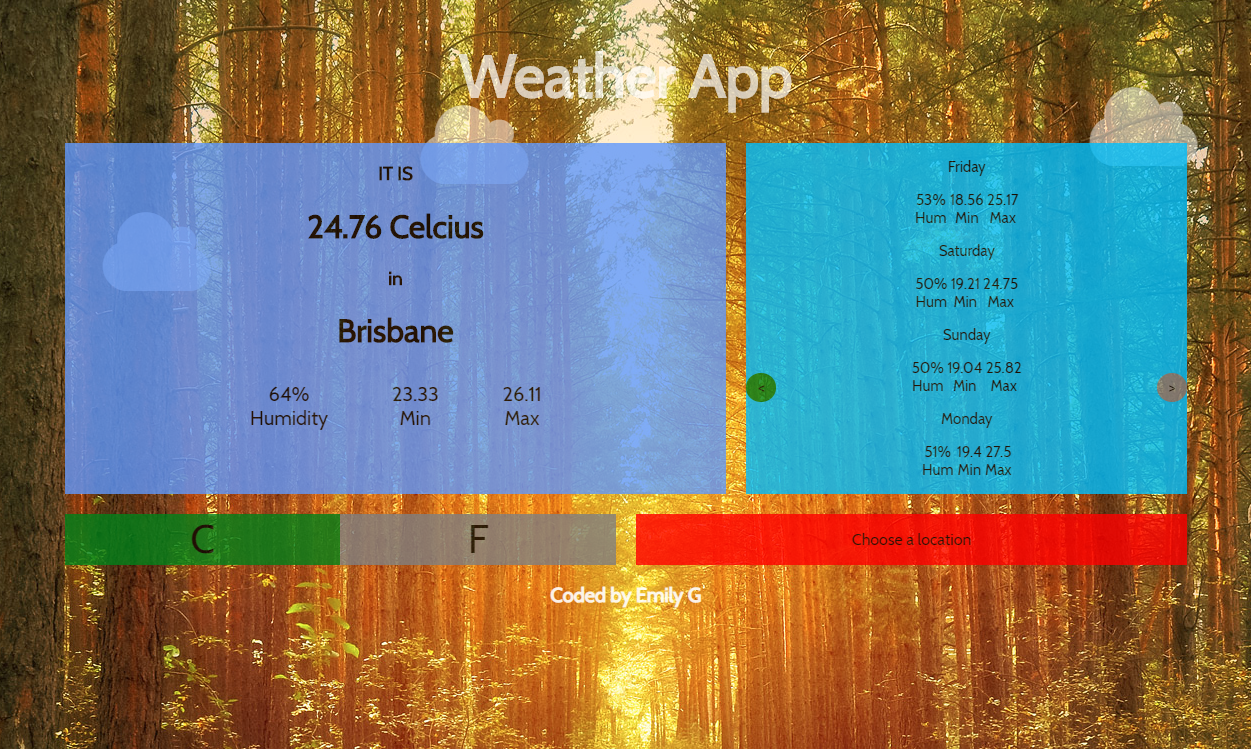 Weather App
IT IS
24.76 Celcius
in
Brisbane
64% 23.33 26.11
Humidity Min Max
Friday
53% 18.56 25.17
Hum Min Max
Saturday
50% 19.21 24.75
Hum Min Max
Sunday
50% 19.04 25.82
Hum Min Max
< >
Monday
51% 19.4 27.5
Hum Min Max
C F
Choose a location
Coded by Emily G